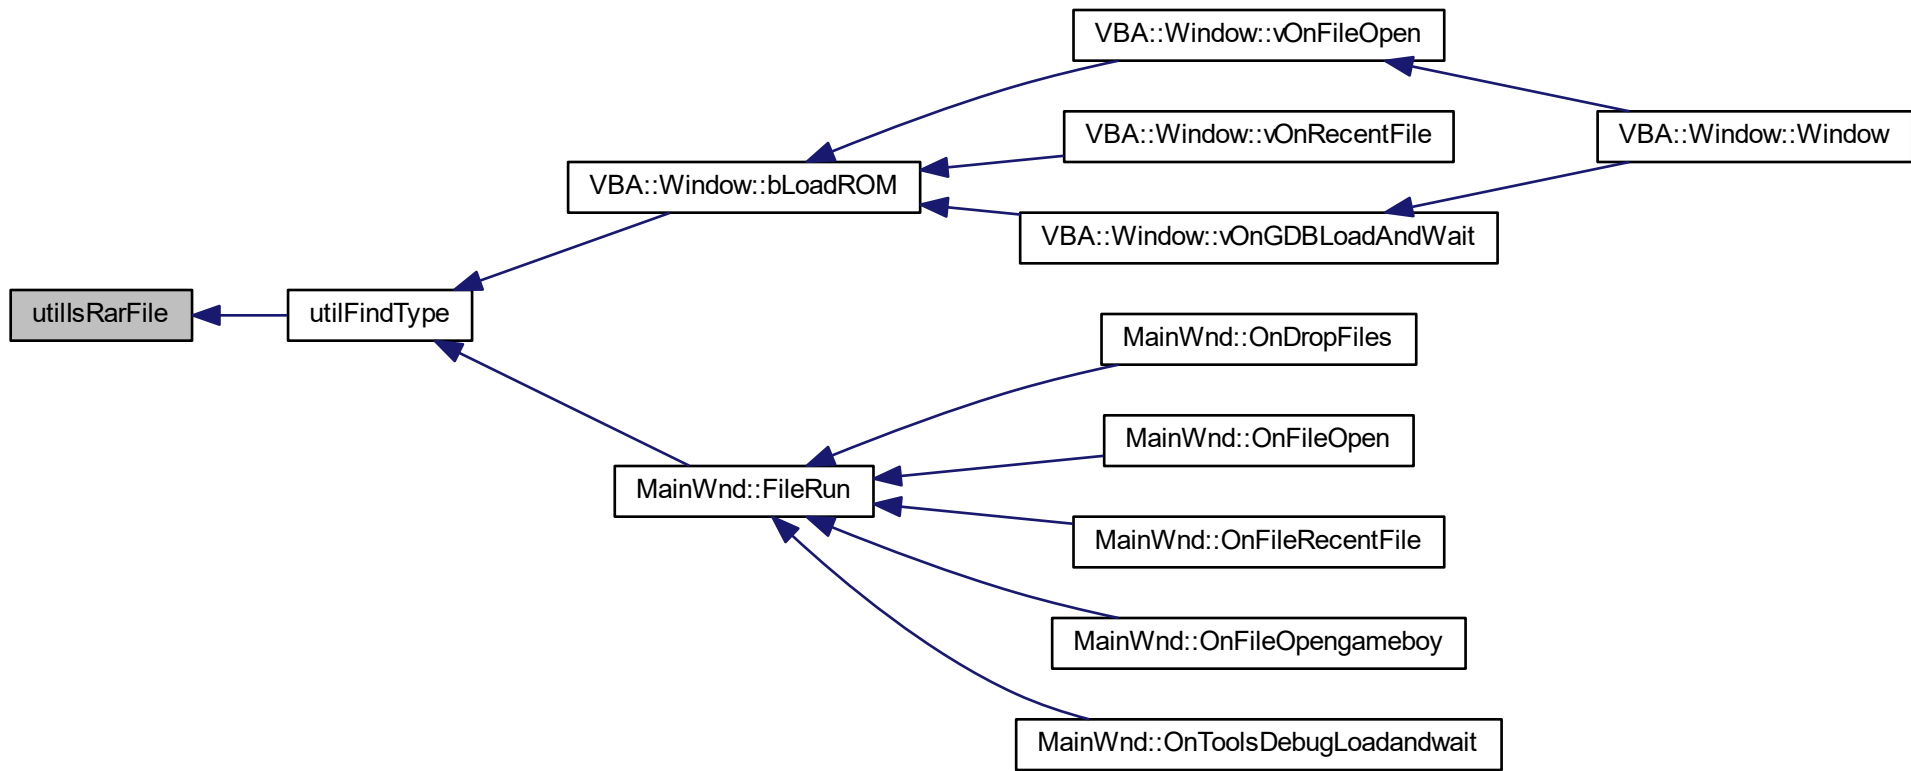 VBA::Window::vOnFileOpen
VBA::Window::vOnRecentFile
VBA::Window::Window
VBA::Window::bLoadROM
VBA::Window::vOnGDBLoadAndWait
utilIsRarFile
utilFindType
MainWnd::OnDropFiles
MainWnd::OnFileOpen
MainWnd::FileRun
MainWnd::OnFileRecentFile
MainWnd::OnFileOpengameboy
MainWnd::OnToolsDebugLoadandwait